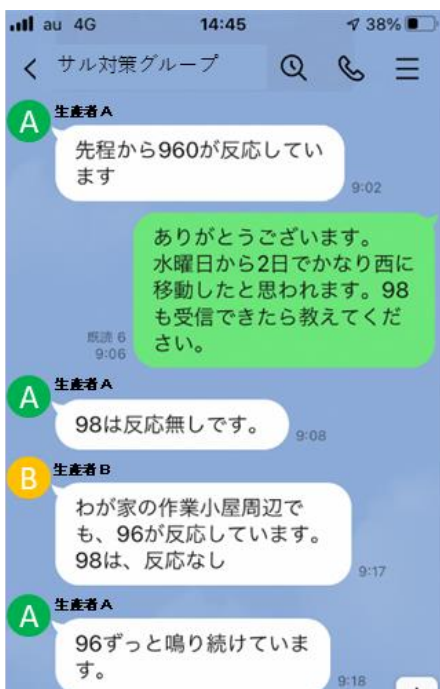 au 4G 14:45 38%
サル対策グループ
A 生産者A
先程から960が反応してい
ます
9:02
ありがとうございます。
水曜日から2日でかなり西に
移動したと思われます。98
も受信できたら教えてくだ
さい。
既読 6
9:06
A 生産者A
98は反応無しです。
9:08
B 生産者B
わが家の作業小屋周辺で
も、96が反応しています。
98は、反応なし
9:17
A 生産者A
96ずっと鳴り続けていま
す。
9:18